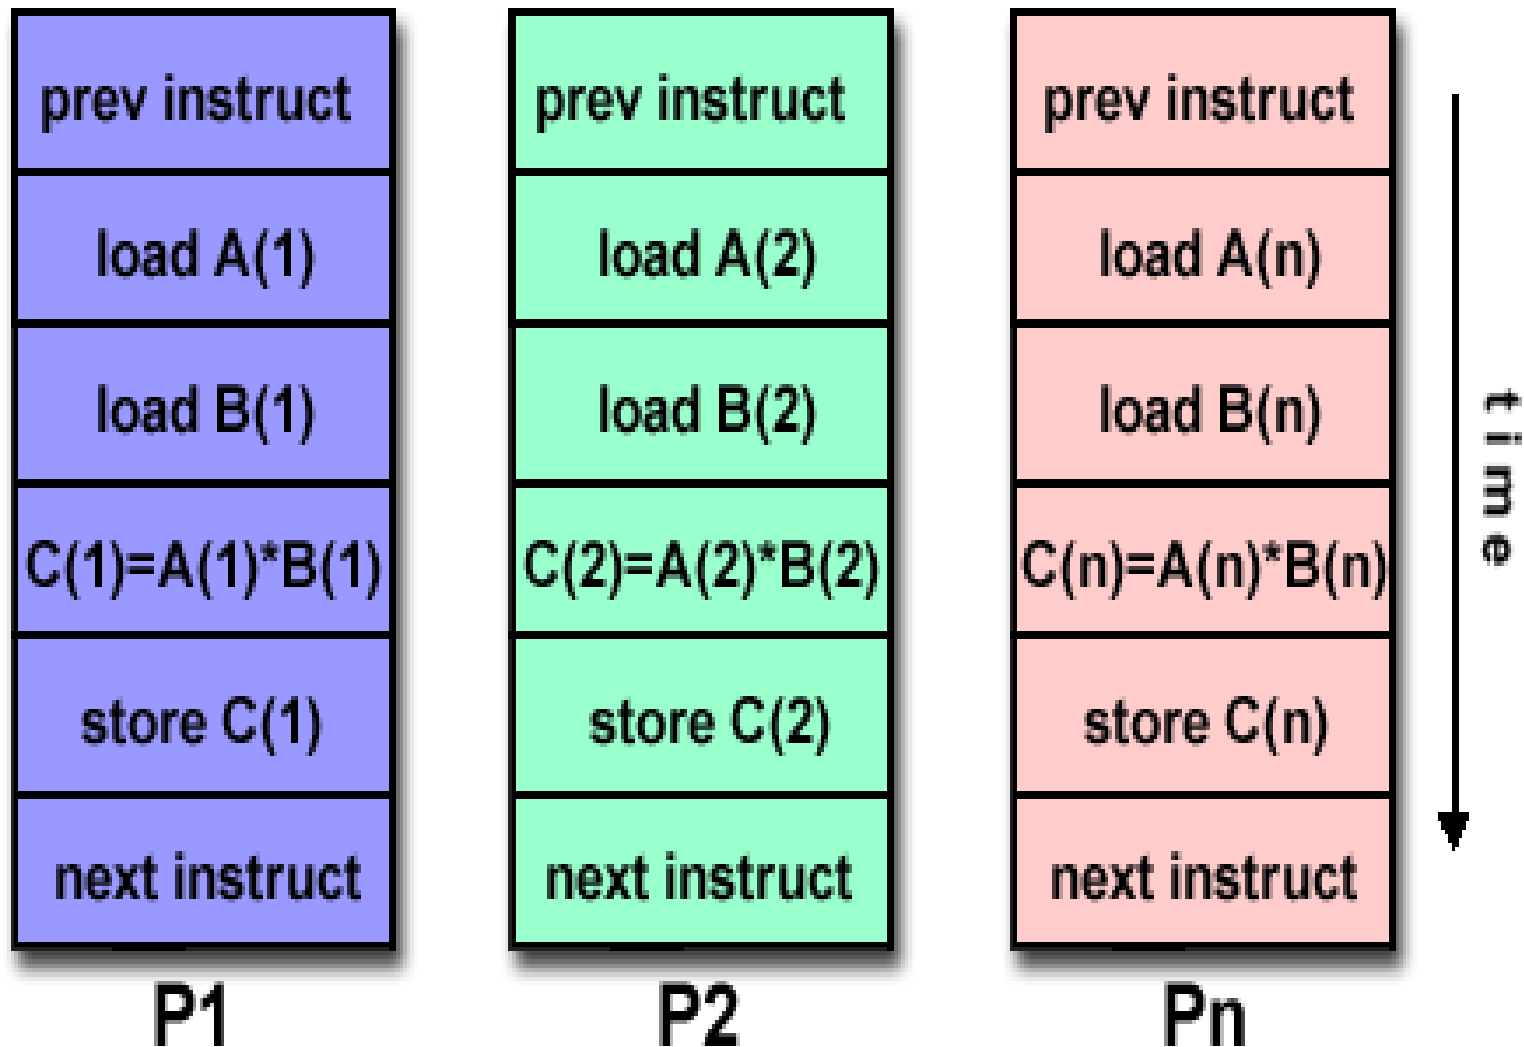 prev instruct
load A(1)
load B(1)
C(1)=A(1)*B(1)
store C(1)
next instruct
P1
prev instruct
load A(2)
load B(2)
C(2)=A(2)*B(2)
store C(2)
next instruct
P2
prev instruct
load A(n)
load B(n)
C(n)=A(n)*B(n)
store C(n)
next instruct
Pn
time